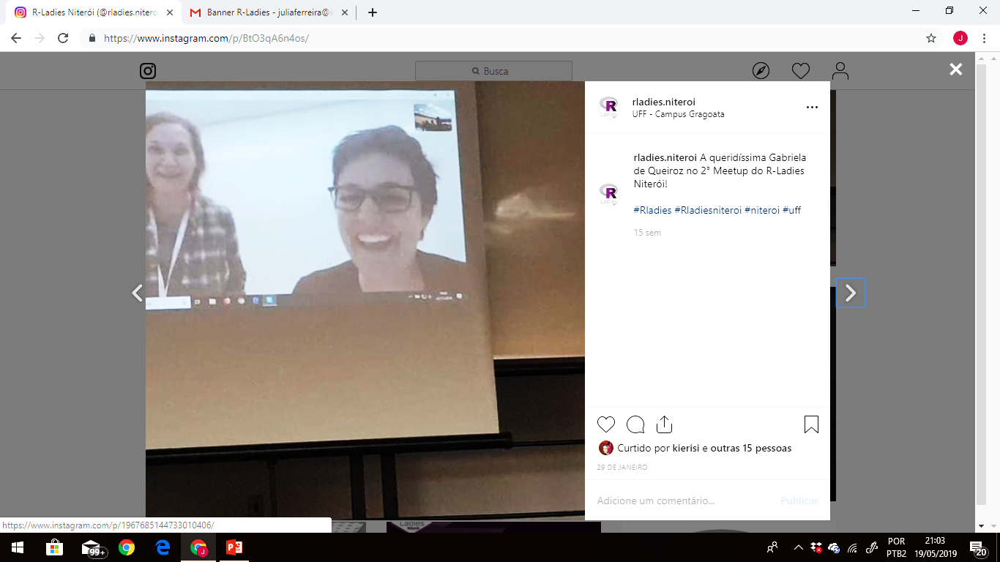 R-Ladies Niterói (@rladies.nitero
Banner R-Ladies - juliaferreira@i
https://www.instagram.com/p/BtO3qA6n4os/
J
Busca
R
rladies.niteroi
UFF - Campus Gragoata
R
rladies.niteroi A queridíssima Gabriela
de Queiroz no 2° Meetup do R-Ladies
Niterói!
#Rladies #Rladiesniteroi #niteroi #uff
15 sem
Curtido por kierisi e outras 15 pessoas
29 DE JANEIRO
Adicione um comentário...
Publicar
https://www.instagram.com/p/1967685144733010406/
Ladies
Niterói
99+
J
POR
PTB2
21:03
19/05/2019
20